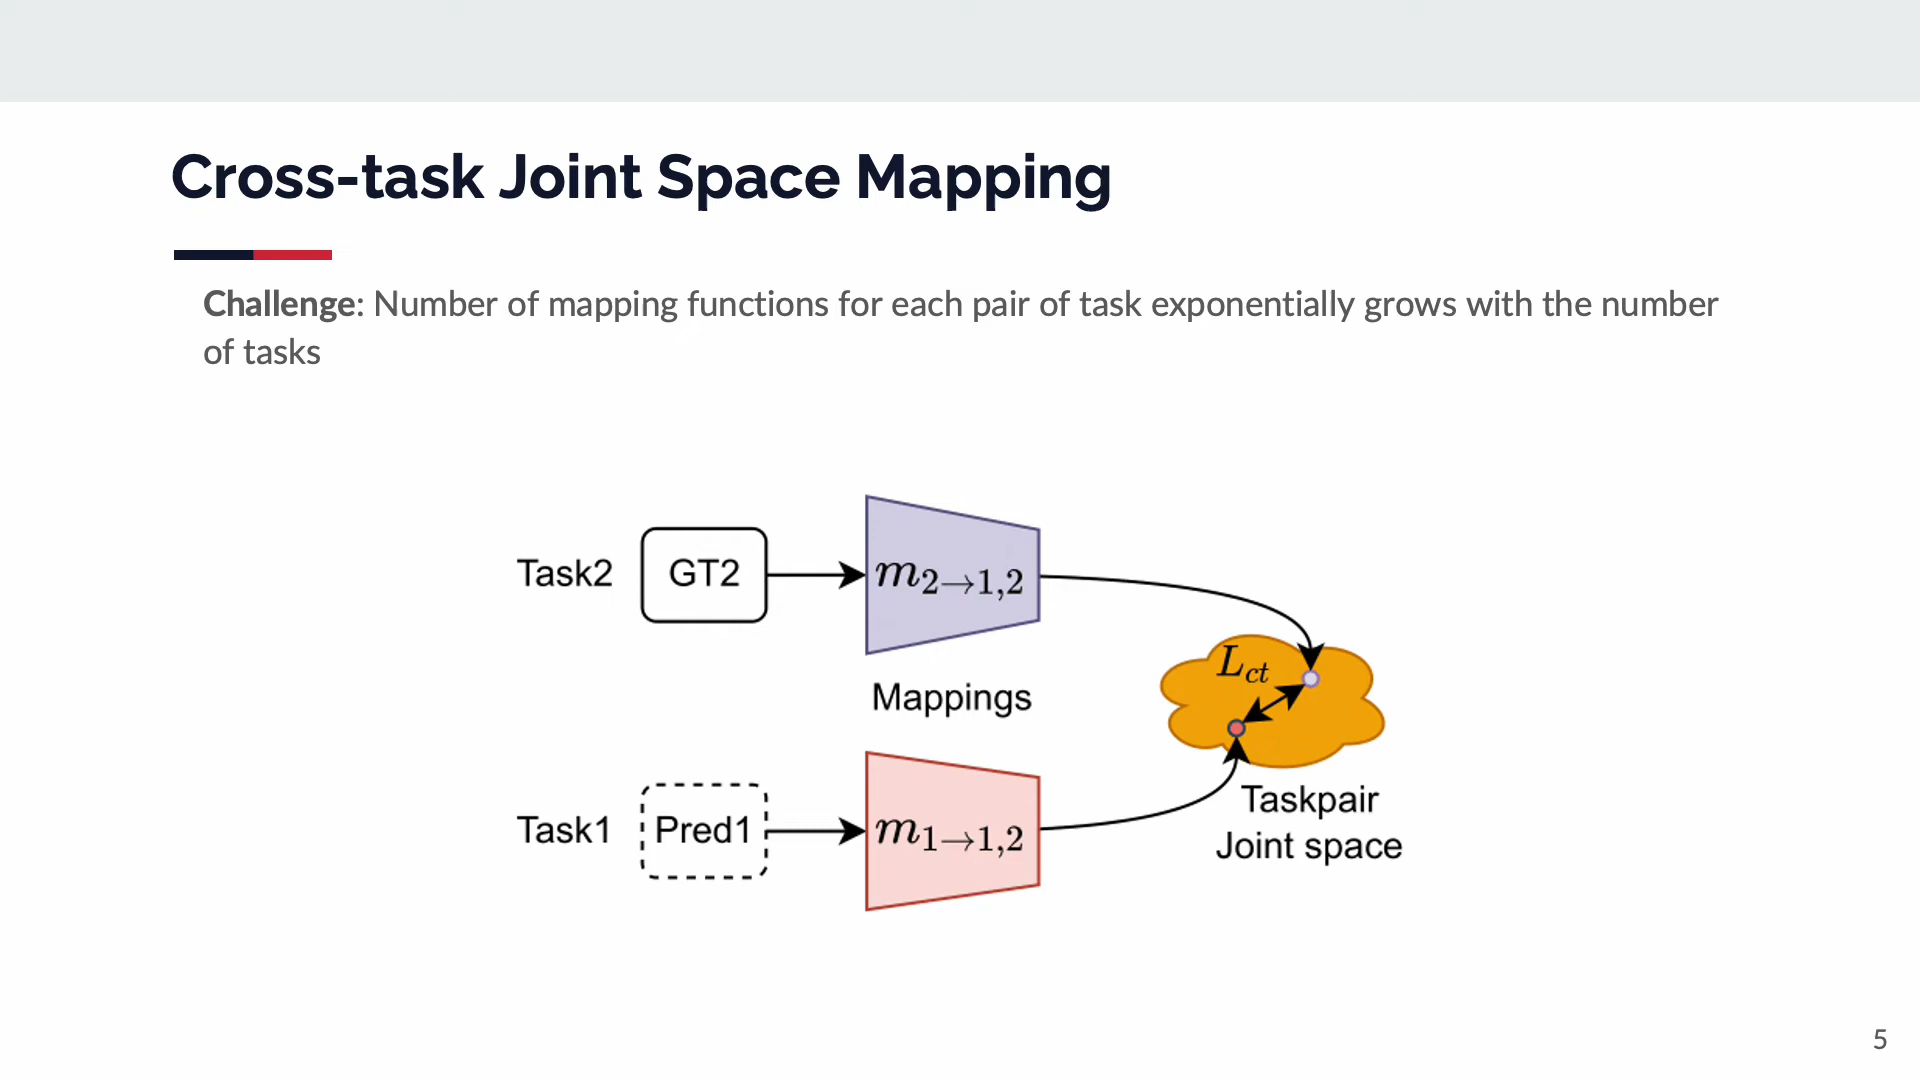 Cross-task Joint Space Mapping
Challenge: Number of mapping functions for each pair of task exponentially grows with the number
of tasks
Task2
GT2
m2→1,2
Lct
Mappings
Task1
Pred1
m1→1,2
Taskpair
Joint space
5